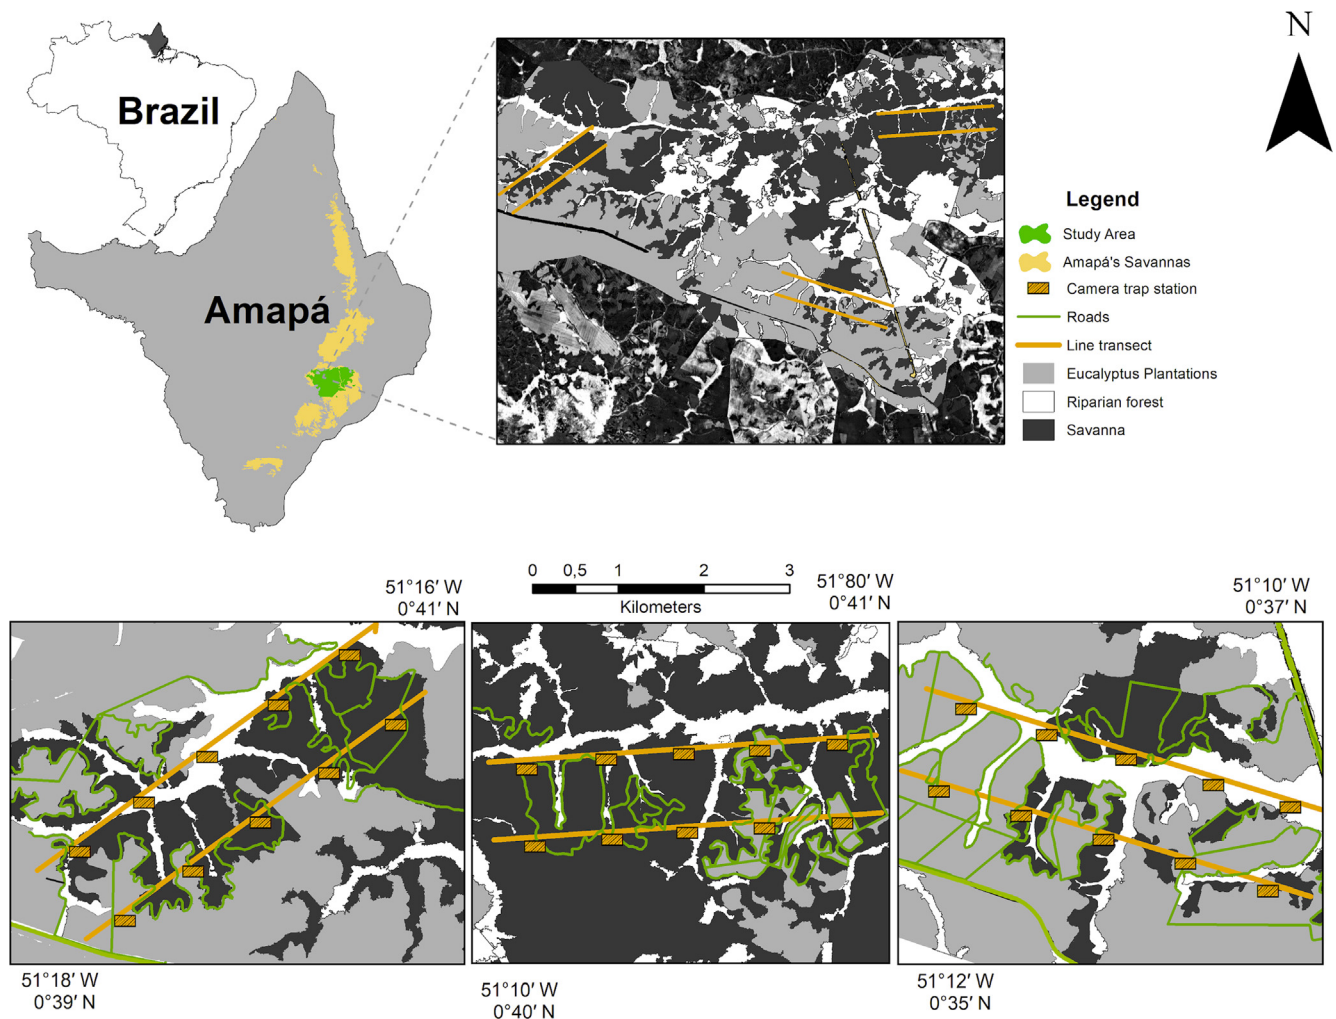 N
Brazil
Amapá
Legend
Study Area
Amapá's Savannas
Camera trap station
Roads
Line transect
Eucalyptus Plantations
Riparian forest
Savanna
51°16′ W
0°41′ N
0 0,5 1 2 3
Kilometers
51°80′ W
0°41′ N
51°10′ W
0°37′ N
51°18′ W
0°39′ N
51°10′ W
0°40′ N
51°12′ W
0°35′ N